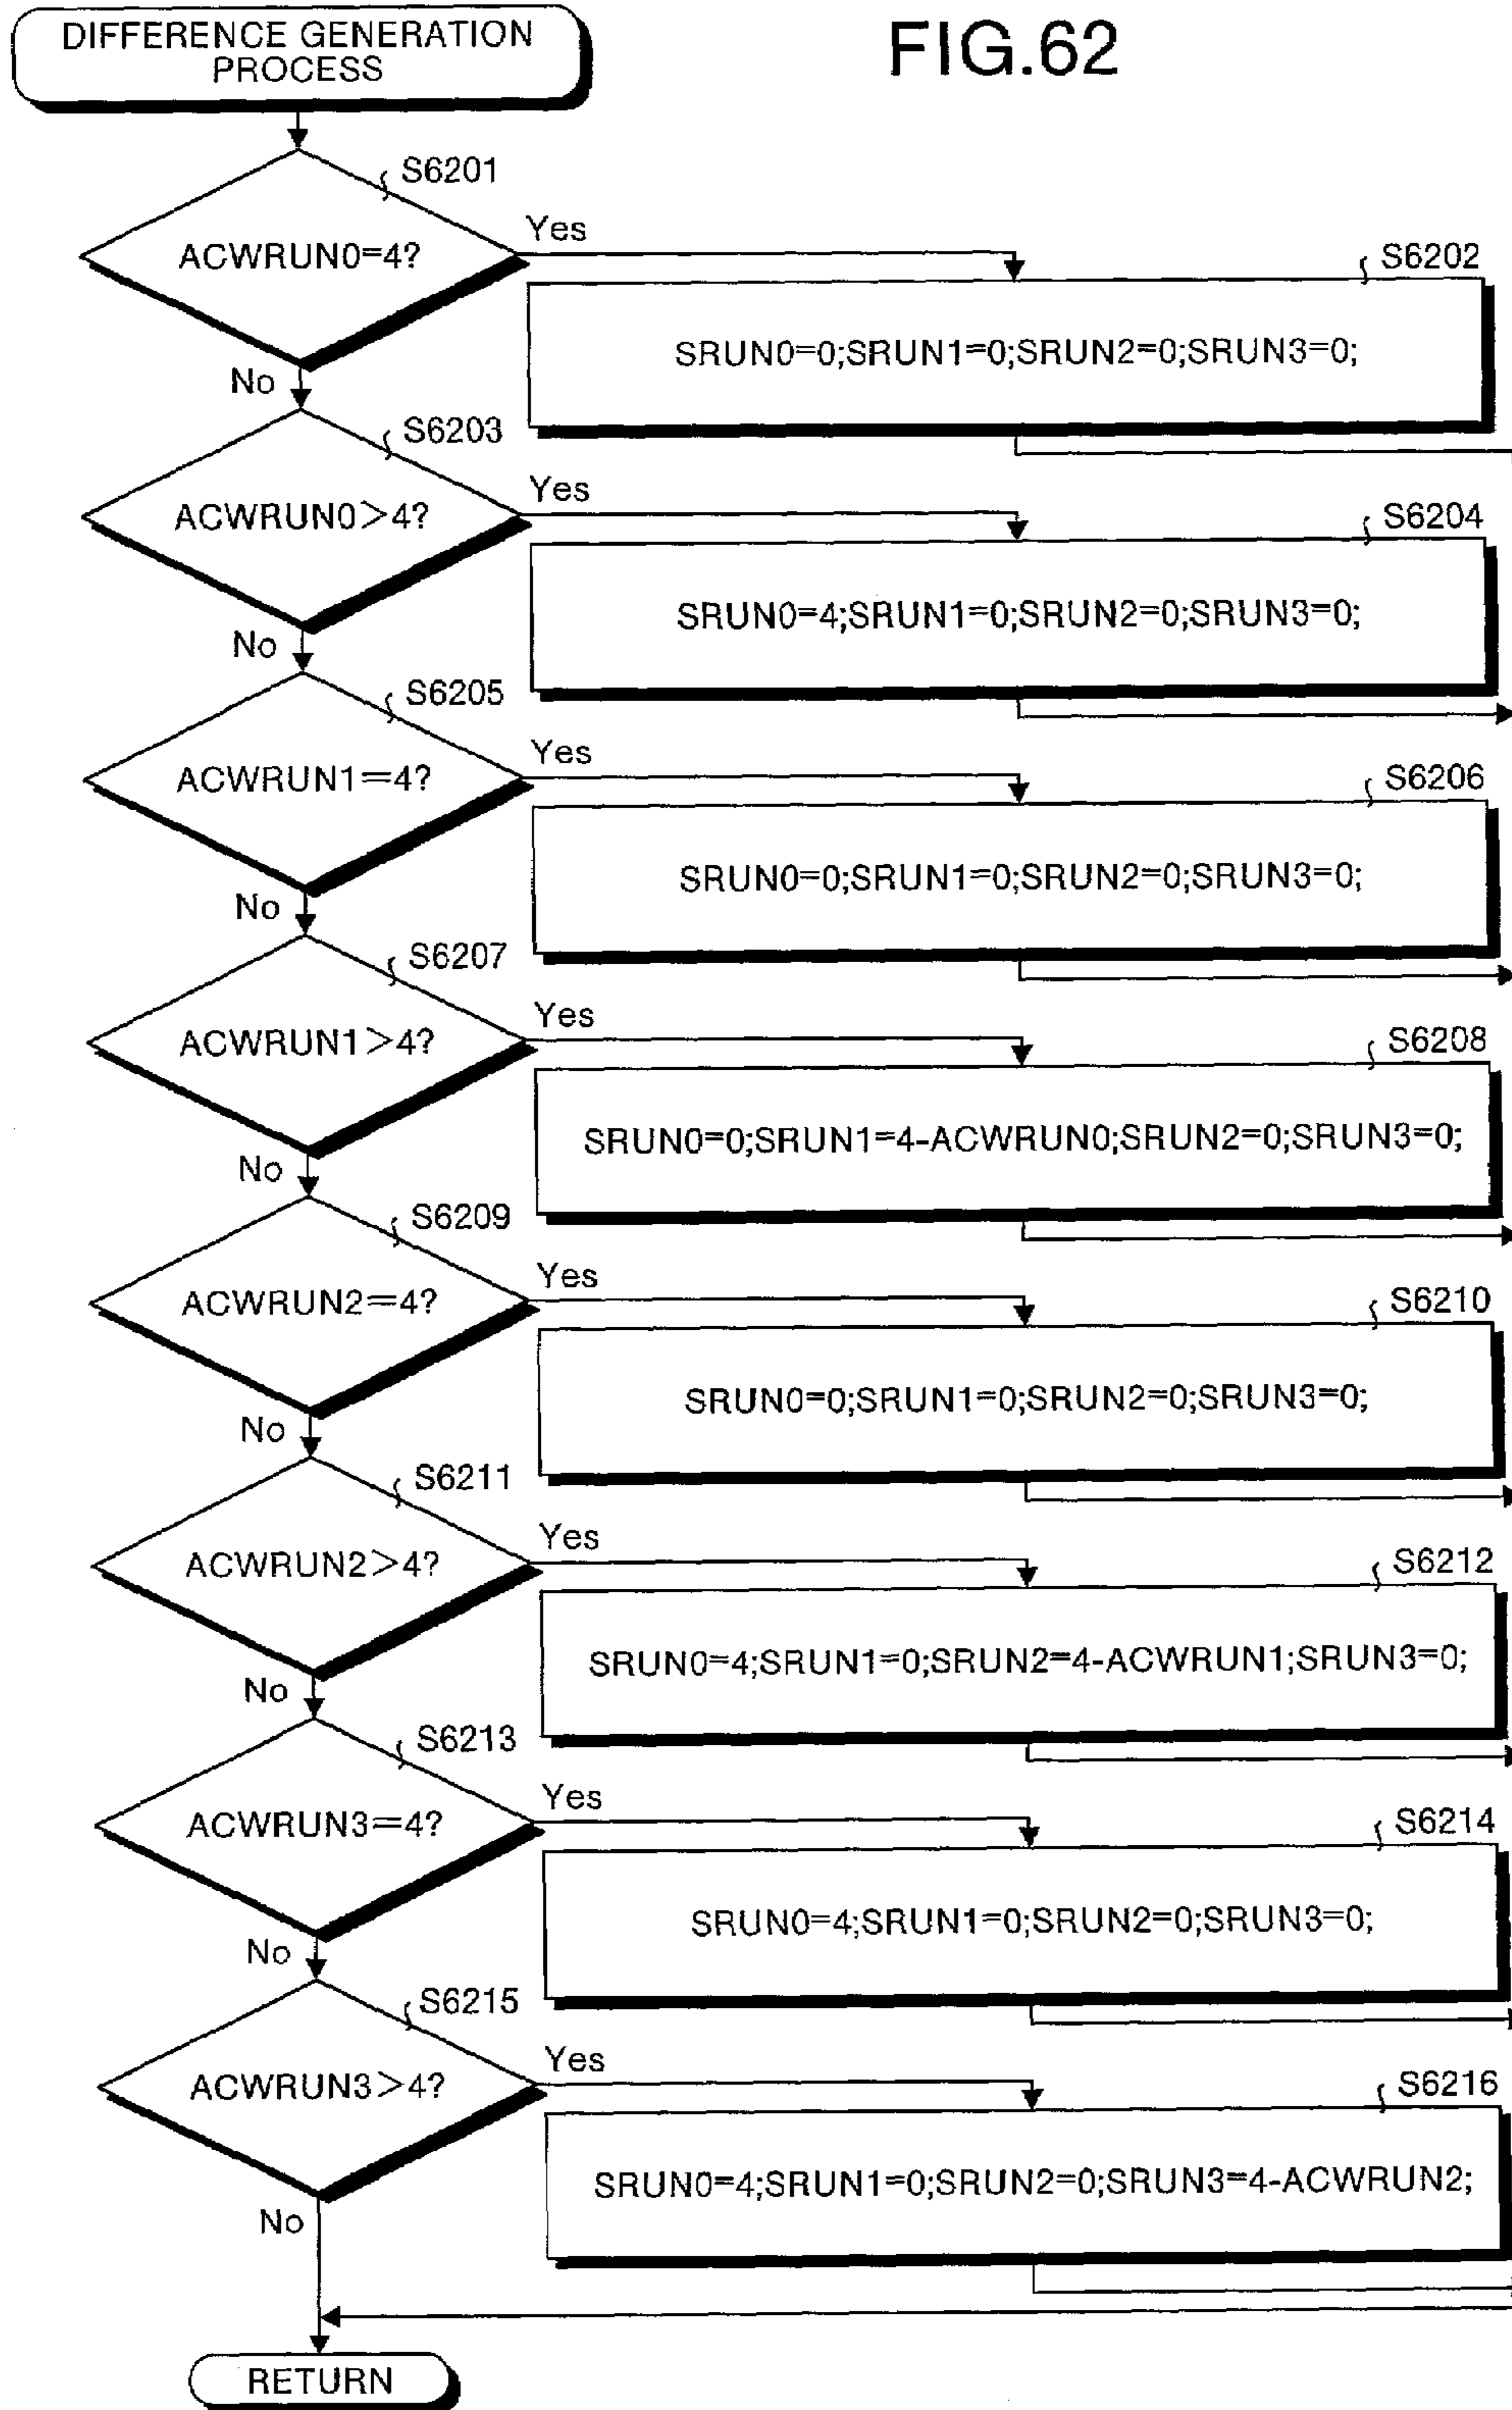 FIG.62
DIFFERENCE GENERATION
PROCESS
S6201
ACWRUN0=4?
Yes
No
S6202
SRUN0=0;SRUN1=0;SRUN2=0;SRUN3=0;
S6203
ACWRUN0>4?
Yes
No
S6204
SRUN0=4;SRUN1=0;SRUN2=0;SRUN3=0;
S6205
ACWRUN1=4?
Yes
No
S6206
SRUN0=0;SRUN1=0;SRUN2=0;SRUN3=0;
S6207
ACWRUN1>4?
Yes
No
S6208
SRUN0=0;SRUN1=4-ACWRUN0;SRUN2=0;SRUN3=0;
S6209
ACWRUN2=4?
Yes
No
S6210
SRUN0=0;SRUN1=0;SRUN2=0;SRUN3=0;
S6211
ACWRUN2>4?
Yes
No
S6212
SRUN0=4;SRUN1=0;SRUN2=4-ACWRUN1;SRUN3=0;
S6213
ACWRUN3=4?
Yes
No
S6214
SRUN0=4;SRUN1=0;SRUN2=0;SRUN3=0;
S6215
ACWRUN3>4?
Yes
No
S6216
SRUN0=4;SRUN1=0;SRUN2=0;SRUN3=4-ACWRUN2;
RETURN